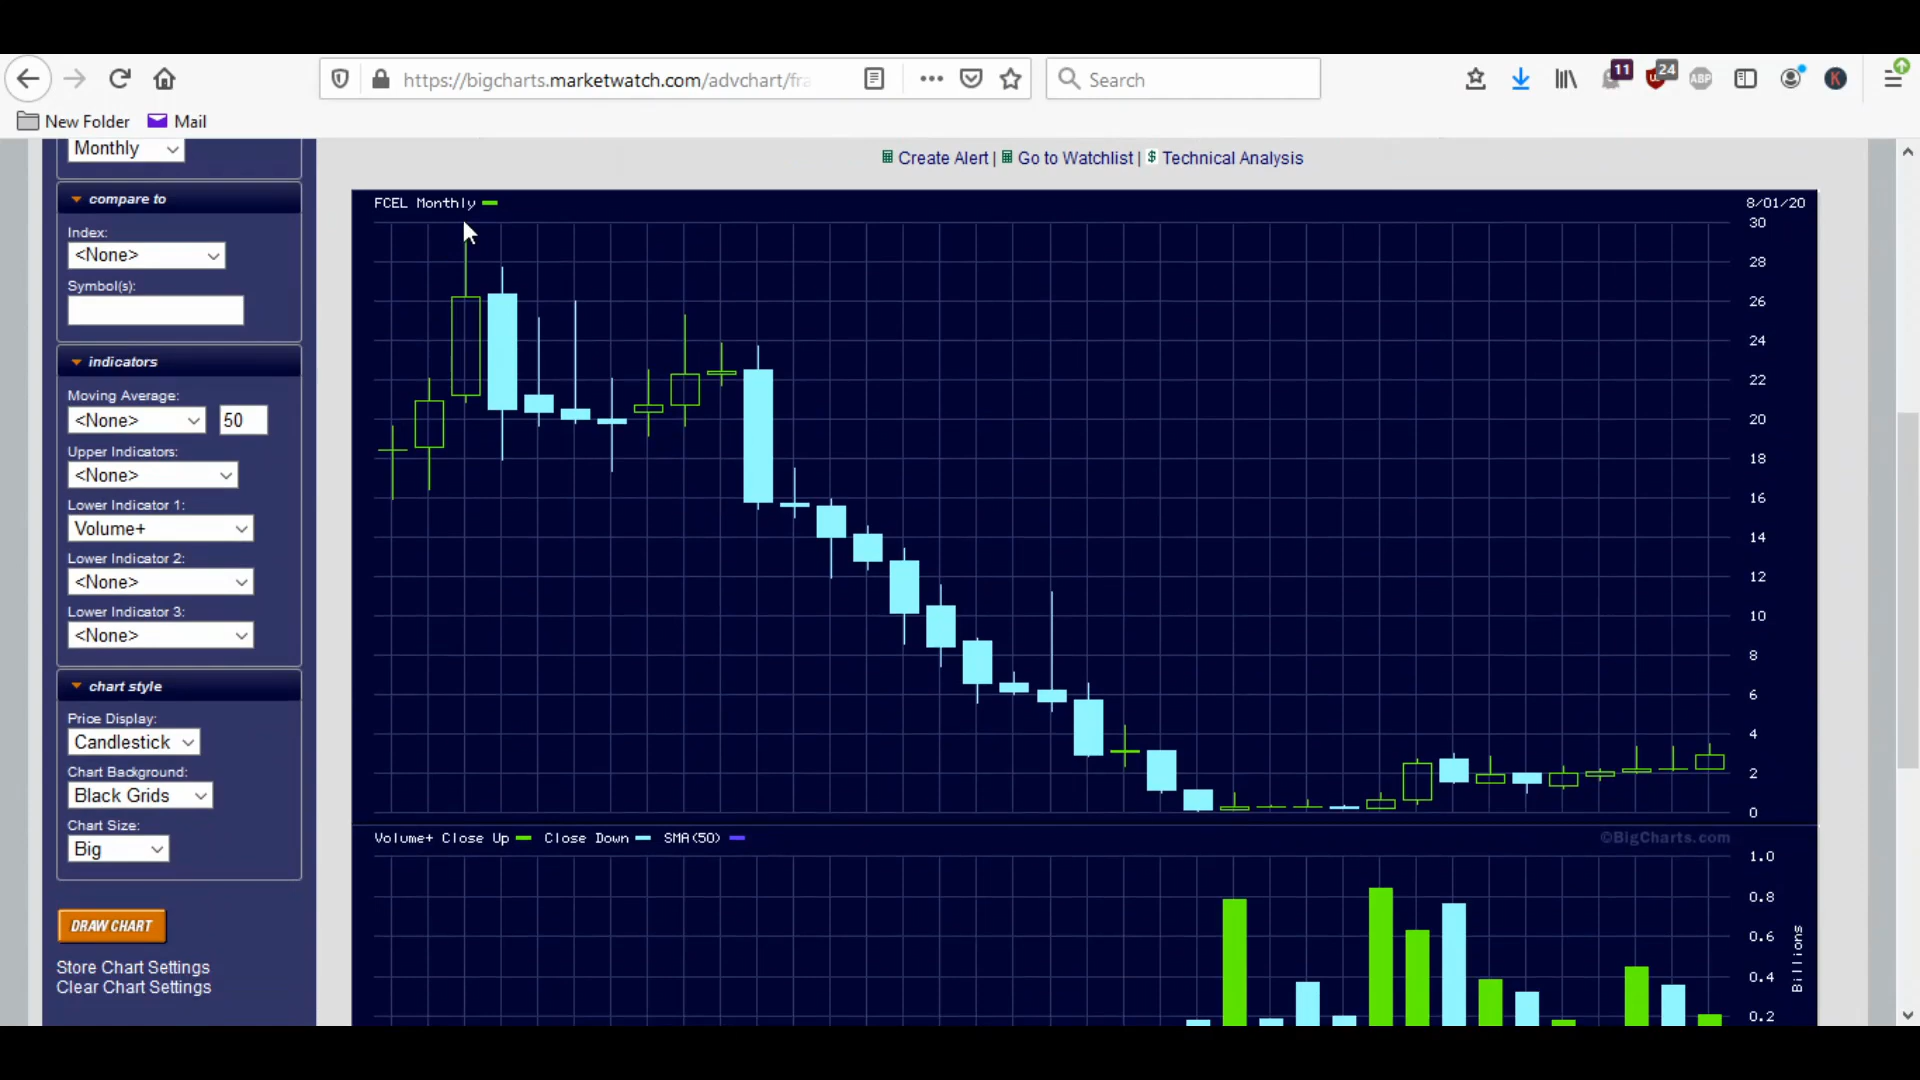 https://bigcharts.marketwatch.com/advchart/fra
Search
11
24
ABP
K
New Folder
Mail
Monthly
compare to
Index:
<None>
Symbol(s):
indicators
Moving Average:
<None>
50
Upper Indicators:
<None>
Lower Indicator 1:
Volume+
Lower Indicator 2:
<None>
Lower Indicator 3:
<None>
chart style
Price Display:
Candlestick
Chart Background:
Black Grids
Chart Size:
Big
DRAW CHART
Store Chart Settings
Clear Chart Settings
Create Alert | Go to Watchlist | $ Technical Analysis
FCEL Monthly
8/01/20
30
28
26
24
22
20
18
16
14
12
10
8
6
4
2
0
Volume+ Close Up Close Down SMA(50)
©BigCharts.com
1.0
0.8
0.6
0.4
0.2
Billions